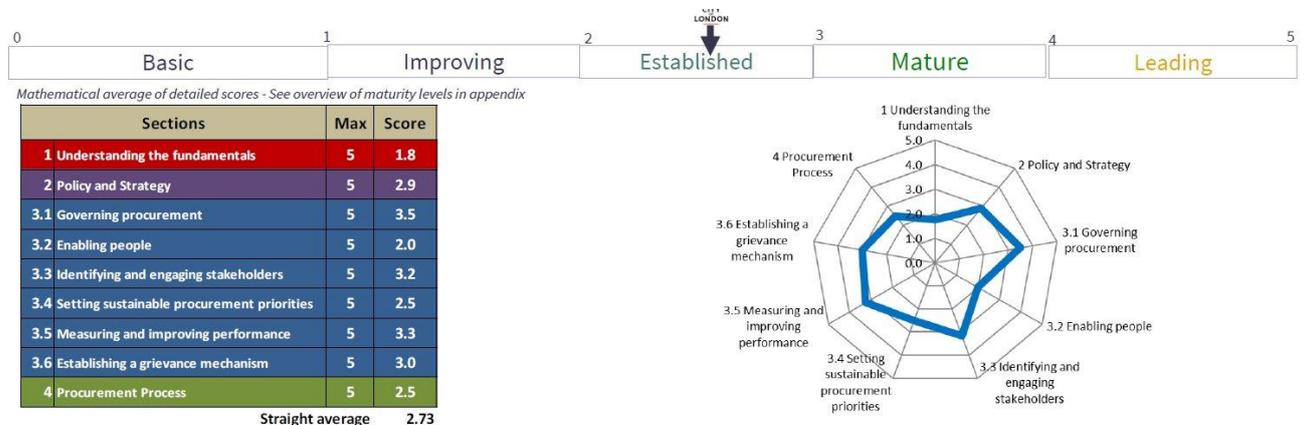 CITY
LONDON
0 1 2 3 4 5
Basic Improving Established Mature Leading
Mathematical average of detailed scores - See overview of maturity levels in appendix
Sections Max Score
1 Understanding the fundamentals 5 1.8
2 Policy and Strategy 5 2.9
3.1 Governing procurement 5 3.5
3.2 Enabling people 5 2.0
3.3 Identifying and engaging stakeholders 5 3.2
3.4 Setting sustainable procurement priorities 5 2.5
3.5 Measuring and improving performance 5 3.3
3.6 Establishing a grievance mechanism 5 3.0
4 Procurement Process 5 2.5
Straight average 2.73
1 Understanding the
fundamentals
5.0
4.0
3.0
2.0
1.0
0.0
2 Policy and Strategy
3.1 Governing
procurement
3.2 Enabling people
3.3 Identifying and
engaging
stakeholders
3.4 Setting
sustainable
procurement
priorities
3.5 Measuring and
improving
performance
3.6 Establishing a
grievance
mechanism
4 Procurement
Process